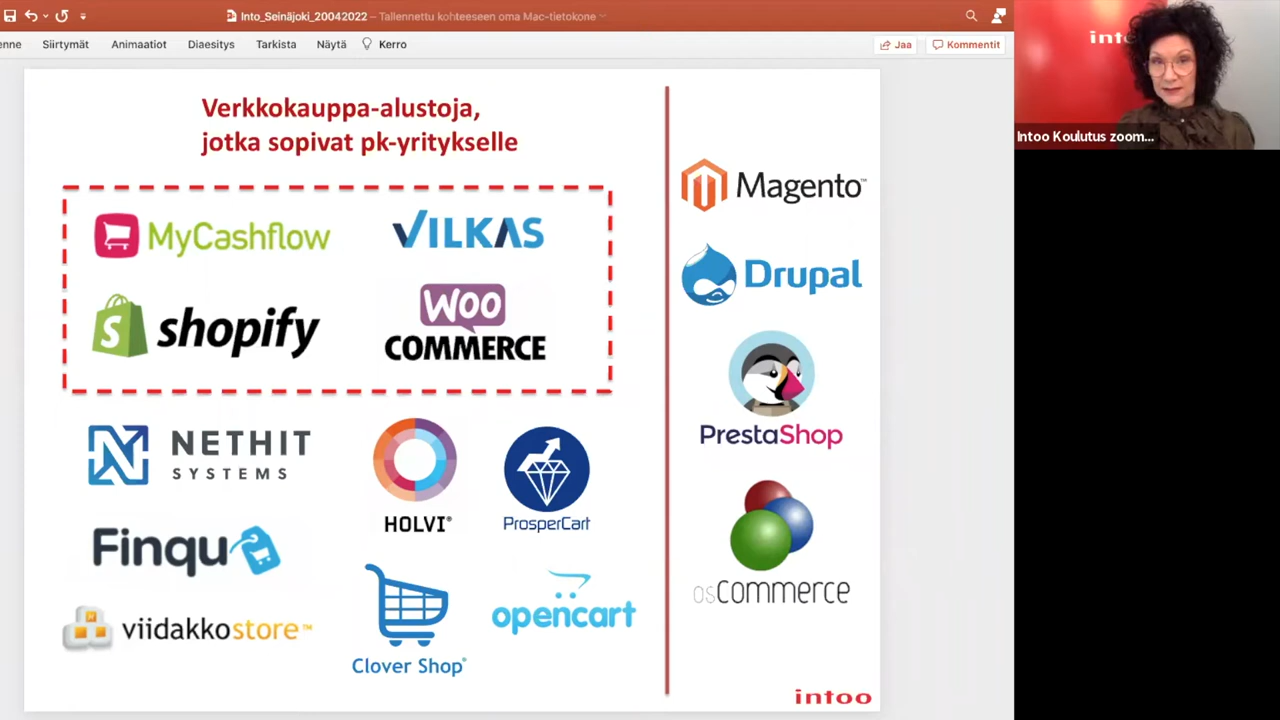 Into_Seinäjoki_20042022 – Tallennettu kohteeseen oma Mac-tietokone
enne Siirtymät Animaatiot Diaesitys Tarkista Näytä Kerro Jaa Kommentit
Verkkokauppa-alustoja,
jotka sopivat pk-yritykselle
MyCashflow
VILKAS
shopify
WOO
COMMERCE
NETHIT
SYSTEMS
HOLVI®
ProsperCart
Finqu
viidakkostore™
Clover Shop®
opencart
Magento™
Drupal
PrestaShop
osCommerce
intoo
Intoo Koulutus zoom...